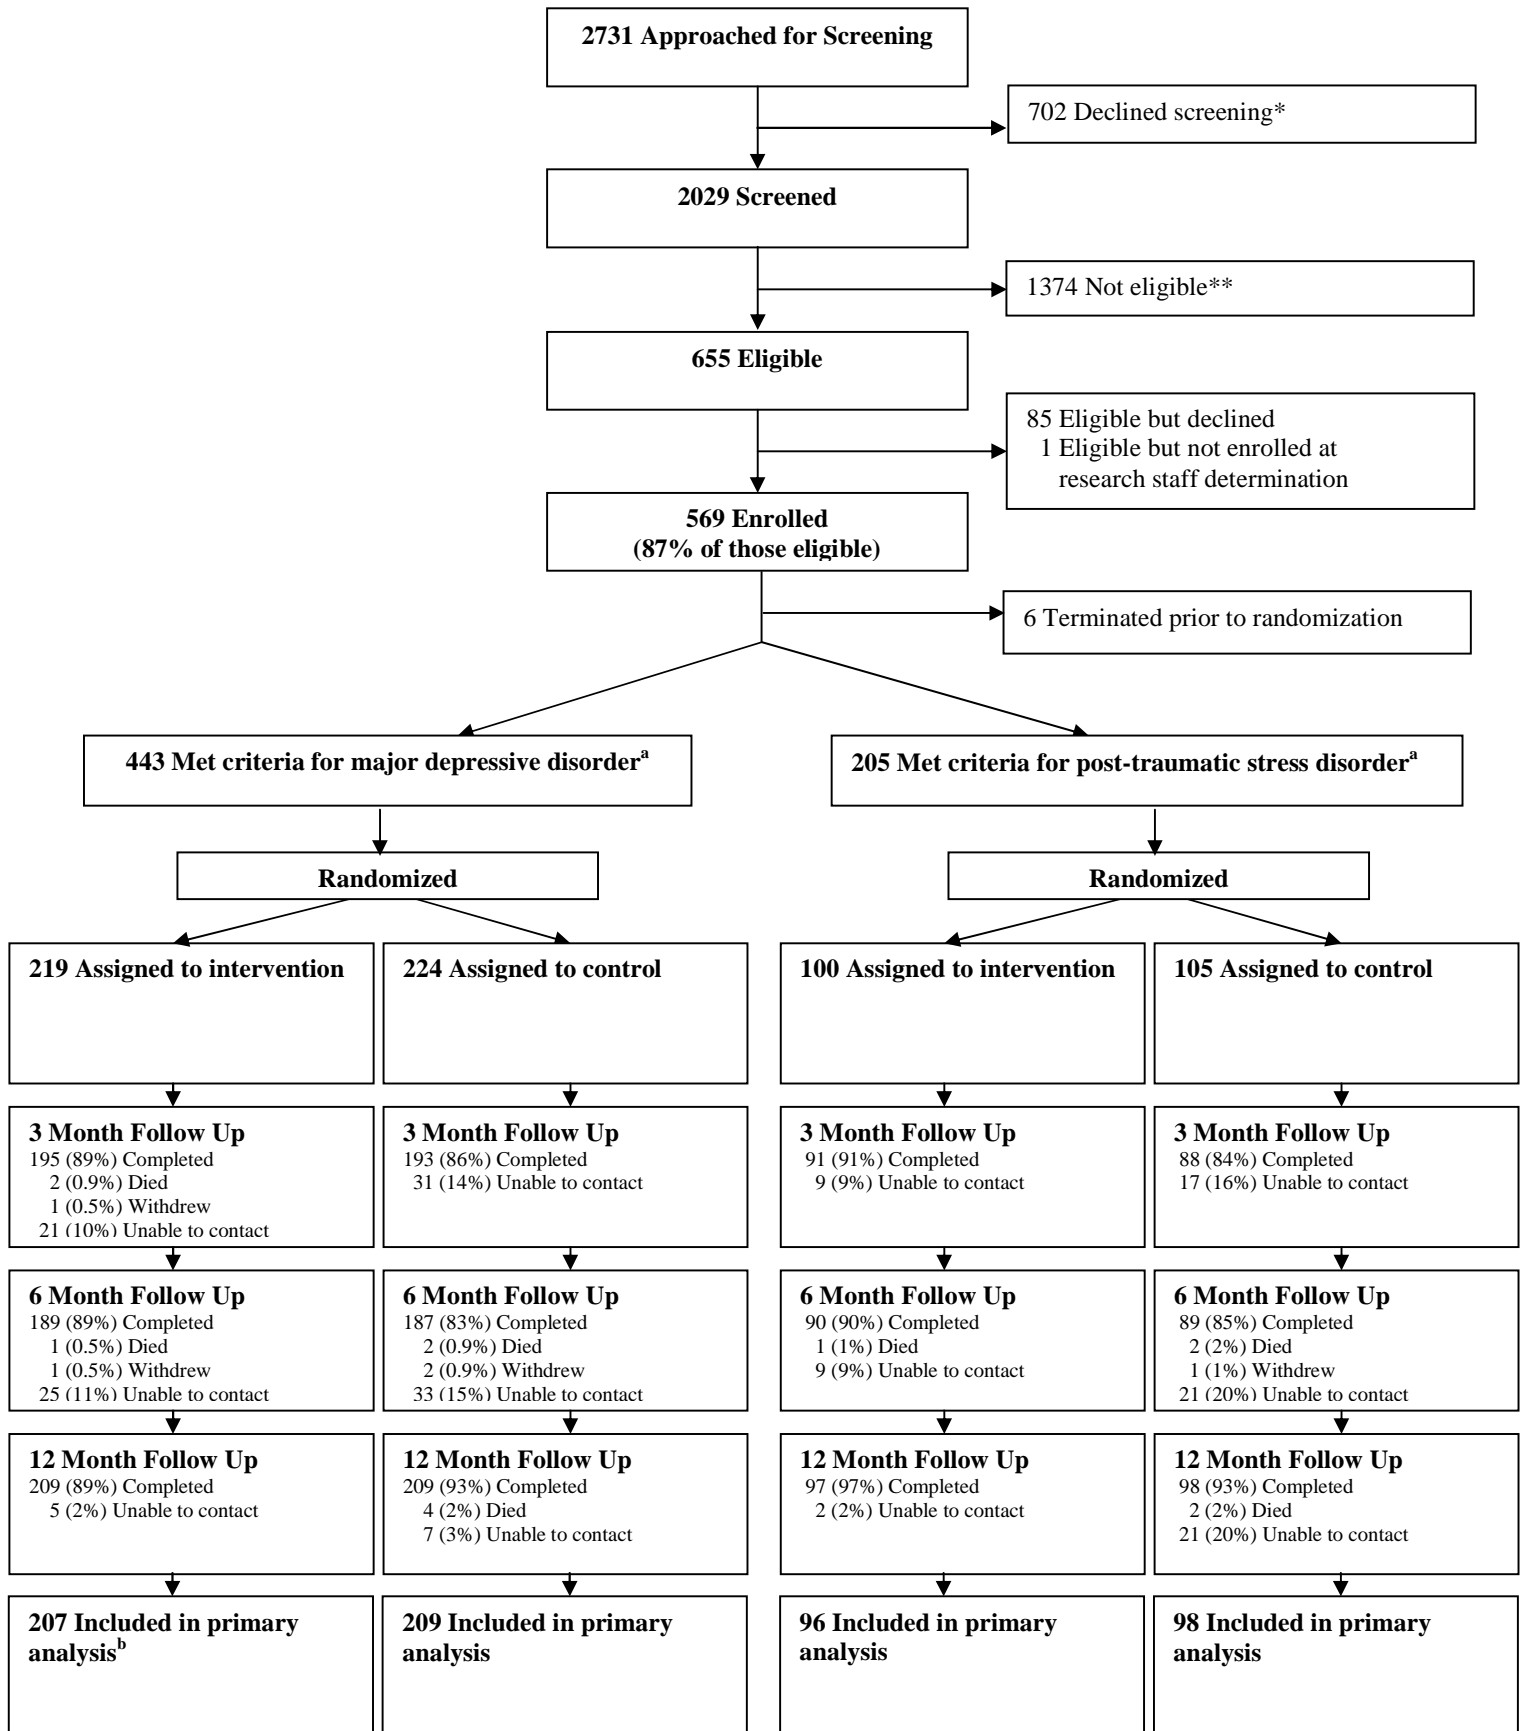 2731 Approached for Screening
702 Declined screening*
2029 Screened
1374 Not eligible**
655 Eligible
85 Eligible but declined
1 Eligible but not enrolled at
research staff determination
569 Enrolled
(87% of those eligible)
6 Terminated prior to randomization
443 Met criteria for major depressive disorderᵃ
205 Met criteria for post-traumatic stress disorderᵃ
Randomized
Randomized
219 Assigned to intervention
224 Assigned to control
100 Assigned to intervention
105 Assigned to control
3 Month Follow Up
195 (89%) Completed
2 (0.9%) Died
1 (0.5%) Withdrew
21 (10%) Unable to contact
3 Month Follow Up
193 (86%) Completed
31 (14%) Unable to contact
3 Month Follow Up
91 (91%) Completed
9 (9%) Unable to contact
3 Month Follow Up
88 (84%) Completed
17 (16%) Unable to contact
6 Month Follow Up
189 (89%) Completed
1 (0.5%) Died
1 (0.5%) Withdrew
25 (11%) Unable to contact
6 Month Follow Up
187 (83%) Completed
2 (0.9%) Died
2 (0.9%) Withdrew
33 (15%) Unable to contact
6 Month Follow Up
90 (90%) Completed
1 (1%) Died
9 (9%) Unable to contact
6 Month Follow Up
89 (85%) Completed
2 (2%) Died
1 (1%) Withdrew
21 (20%) Unable to contact
12 Month Follow Up
209 (89%) Completed
5 (2%) Unable to contact
12 Month Follow Up
209 (93%) Completed
4 (2%) Died
7 (3%) Unable to contact
12 Month Follow Up
97 (97%) Completed
2 (2%) Unable to contact
12 Month Follow Up
98 (93%) Completed
2 (2%) Died
21 (20%) Unable to contact
207 Included in primary
analysisᵇ
209 Included in primary
analysis
96 Included in primary
analysis
98 Included in primary
analysis